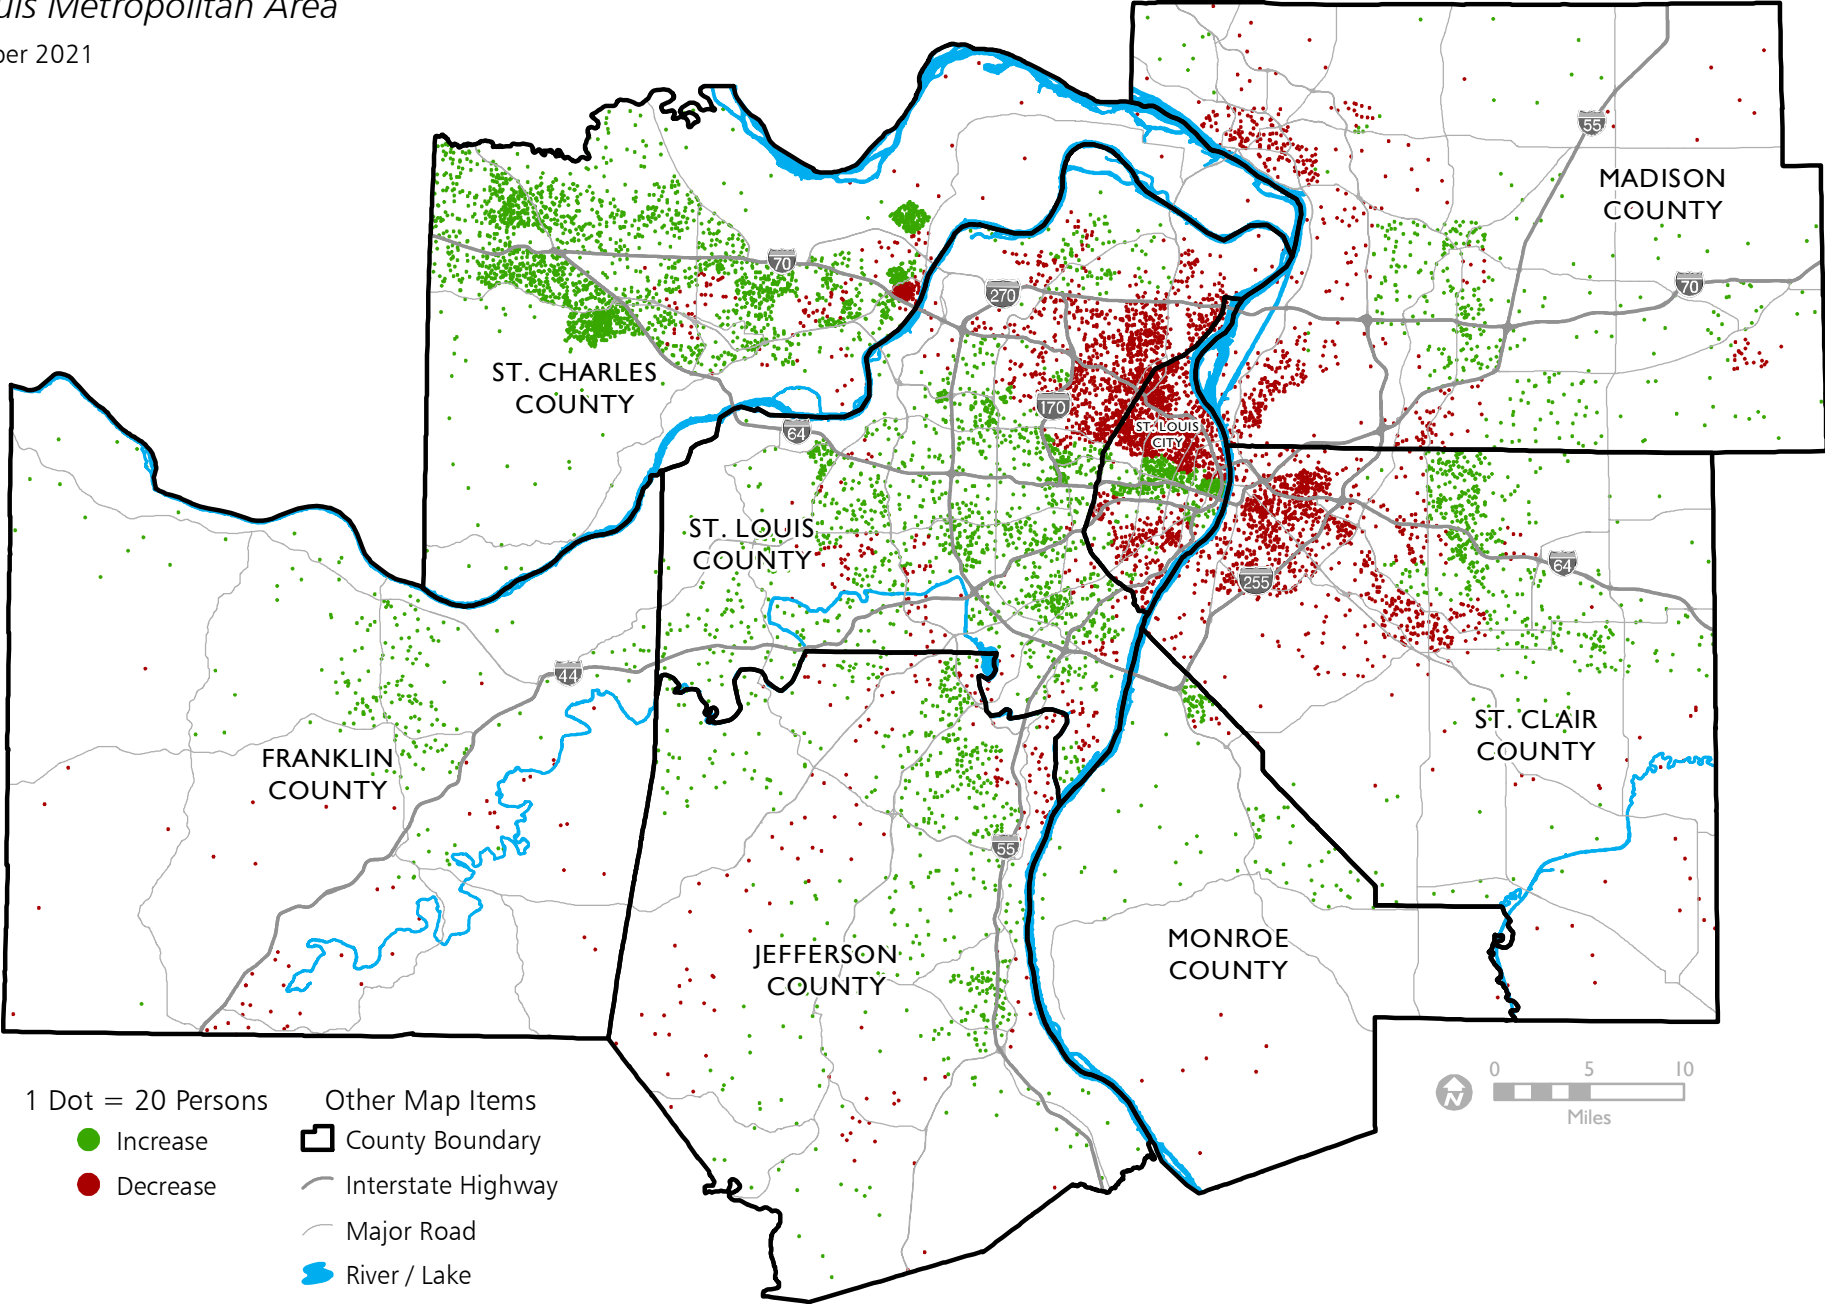 Metropolitan Area
2021
55
MADISON
COUNTY
70
70
270
ST. CHARLES
COUNTY
170
64
ST. LOUIS
CITY
ST. LOUIS
COUNTY
64
255
44
FRANKLIN
COUNTY
ST. CLAIR
COUNTY
55
JEFFERSON
COUNTY
MONROE
COUNTY
0 5 10
Miles
N
1 Dot = 20 Persons
Increase
Decrease
Other Map Items
County Boundary
Interstate Highway
Major Road
River / Lake